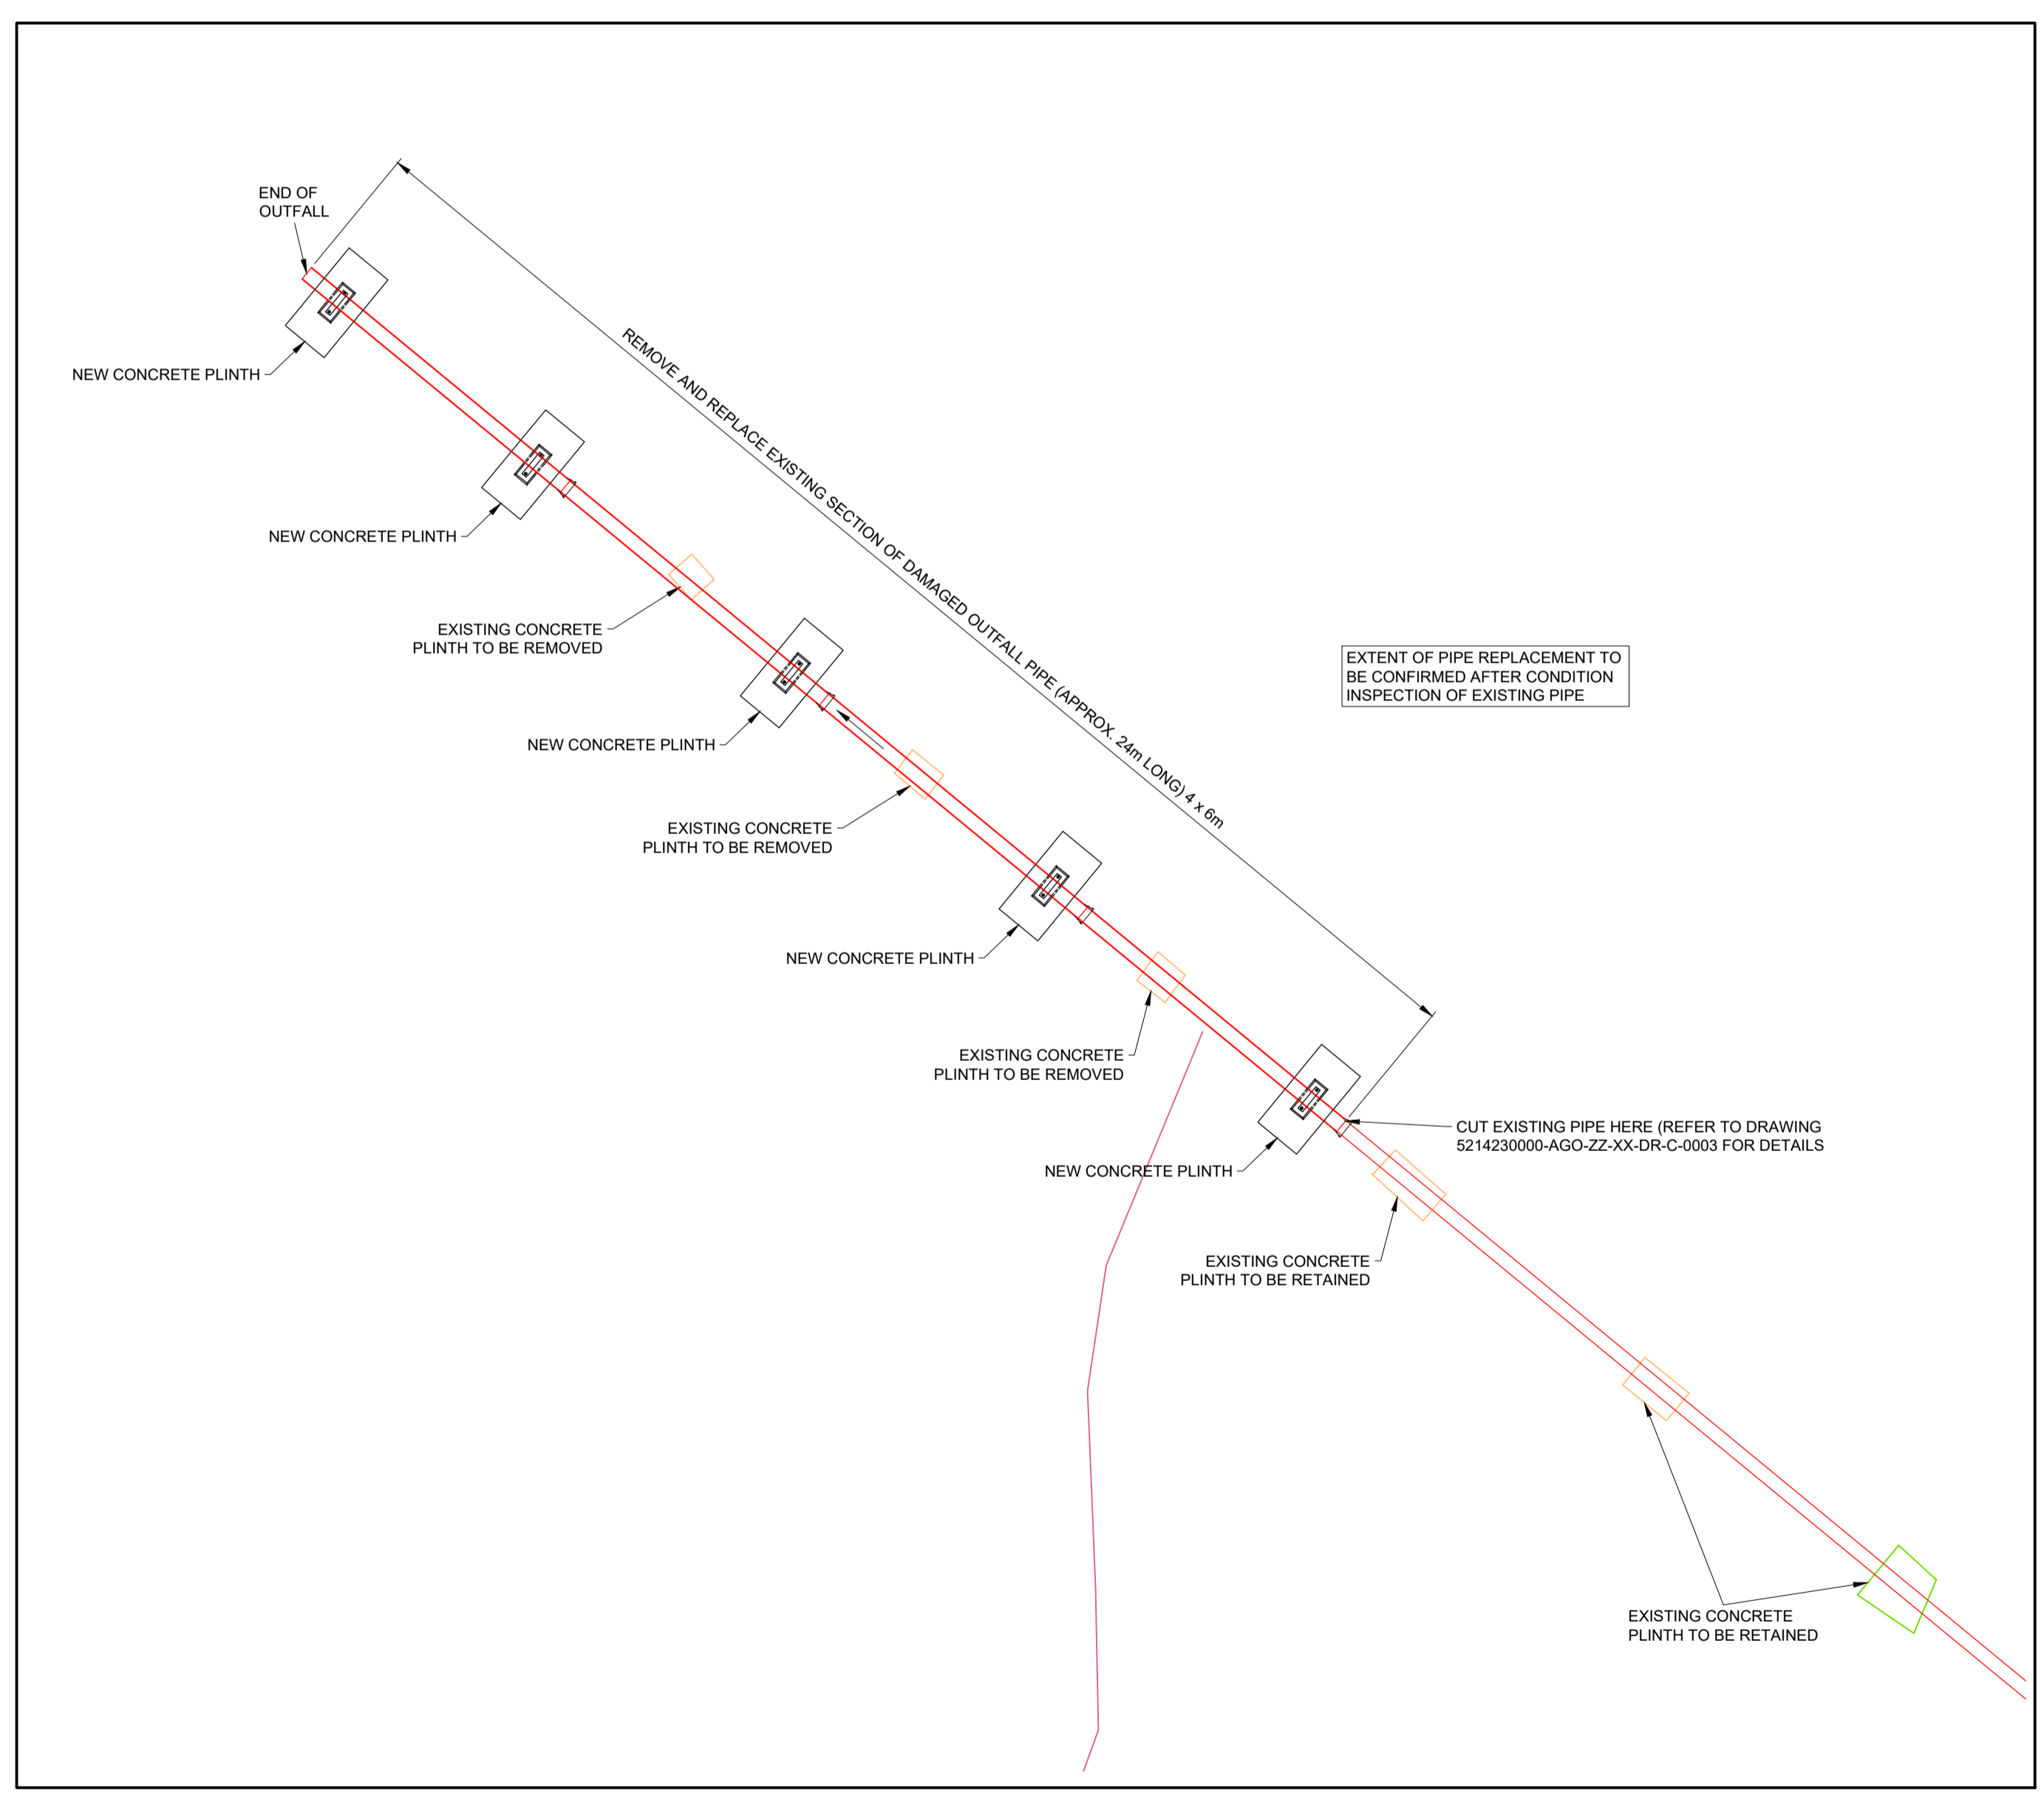 END OF
OUTFALL
REMOVE AND REPLACE EXISTING SECTION OF DAMAGED OUTFALL PIPE (APPROX. 24m LONG) 4 x 6m
NEW CONCRETE PLINTH
NEW CONCRETE PLINTH
EXISTING CONCRETE
PLINTH TO BE REMOVED
EXTENT OF PIPE REPLACEMENT TO
BE CONFIRMED AFTER CONDITION
INSPECTION OF EXISTING PIPE
NEW CONCRETE PLINTH
EXISTING CONCRETE
PLINTH TO BE REMOVED
NEW CONCRETE PLINTH
EXISTING CONCRETE
PLINTH TO BE REMOVED
CUT EXISTING PIPE HERE (REFER TO DRAWING
5214230000-AGO-ZZ-XX-DR-C-0003 FOR DETAILS
NEW CONCRETE PLINTH
EXISTING CONCRETE
PLINTH TO BE RETAINED
EXISTING CONCRETE
PLINTH TO BE RETAINED